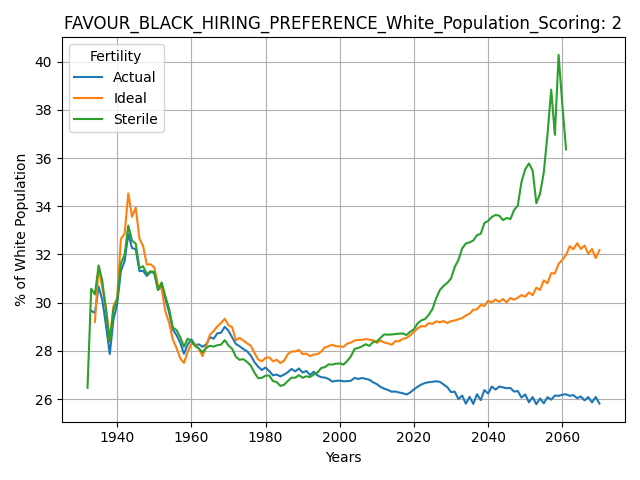 FAVOUR_BLACK_HIRING_PREFERENCE_White_Population_Scoring: 2
Fertility
Actual
Ideal
Sterile
% of White Population
40
38
36
34
32
30
28
26
1940
1960
1980
2000
2020
2040
2060
Years